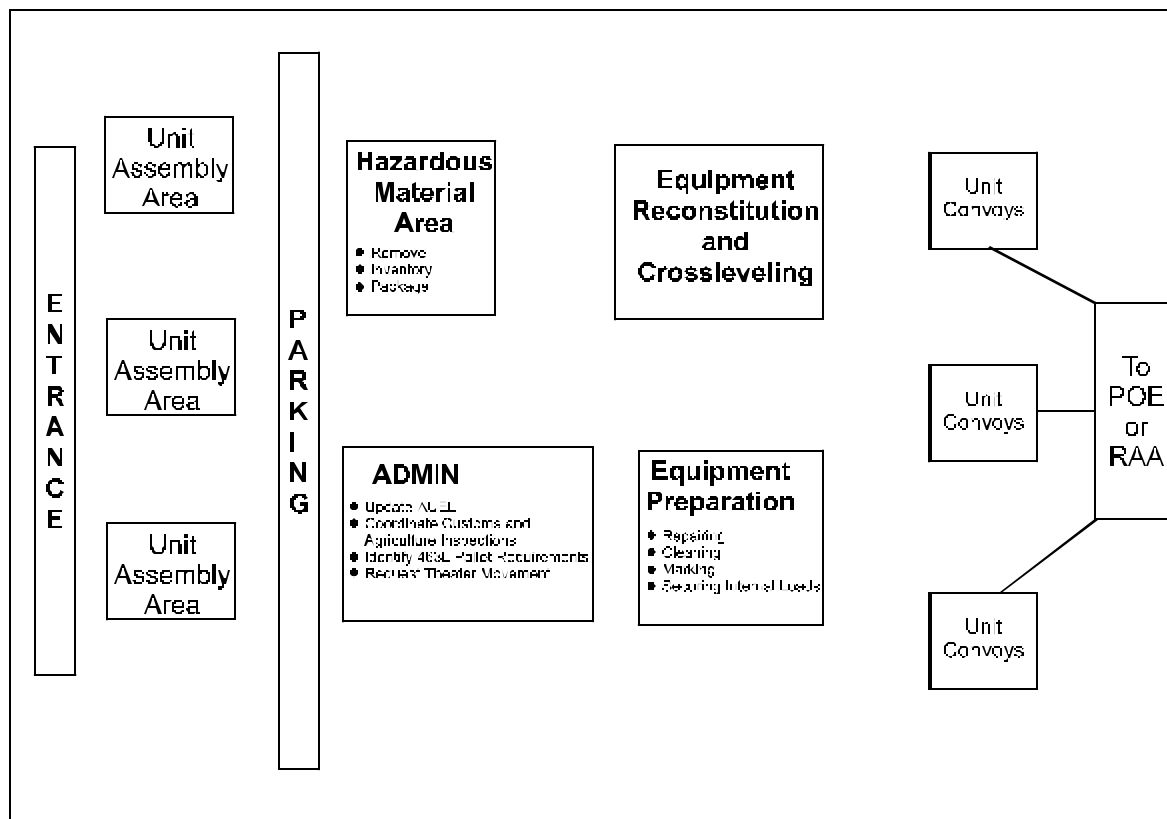 ENTRANCE
Unit
Assembly
Area
Unit
Assembly
Area
Unit
Assembly
Area
PARKING
Hazardous
Material
Area
● Remove
● Inventory
● Package
ADMIN
● Update AUEL
● Coordinate Customs and
Agriculture Inspections
● Identify 463L Pallet Requirements
● Request Theater Movement
Equipment
Reconstitution
and
Crossleveling
Equipment
Preparation
● Repairing
● Cleaning
● Marking
● Securing Internal Loads
Unit
Convoys
Unit
Convoys
Unit
Convoys
To
POE
or
RAA